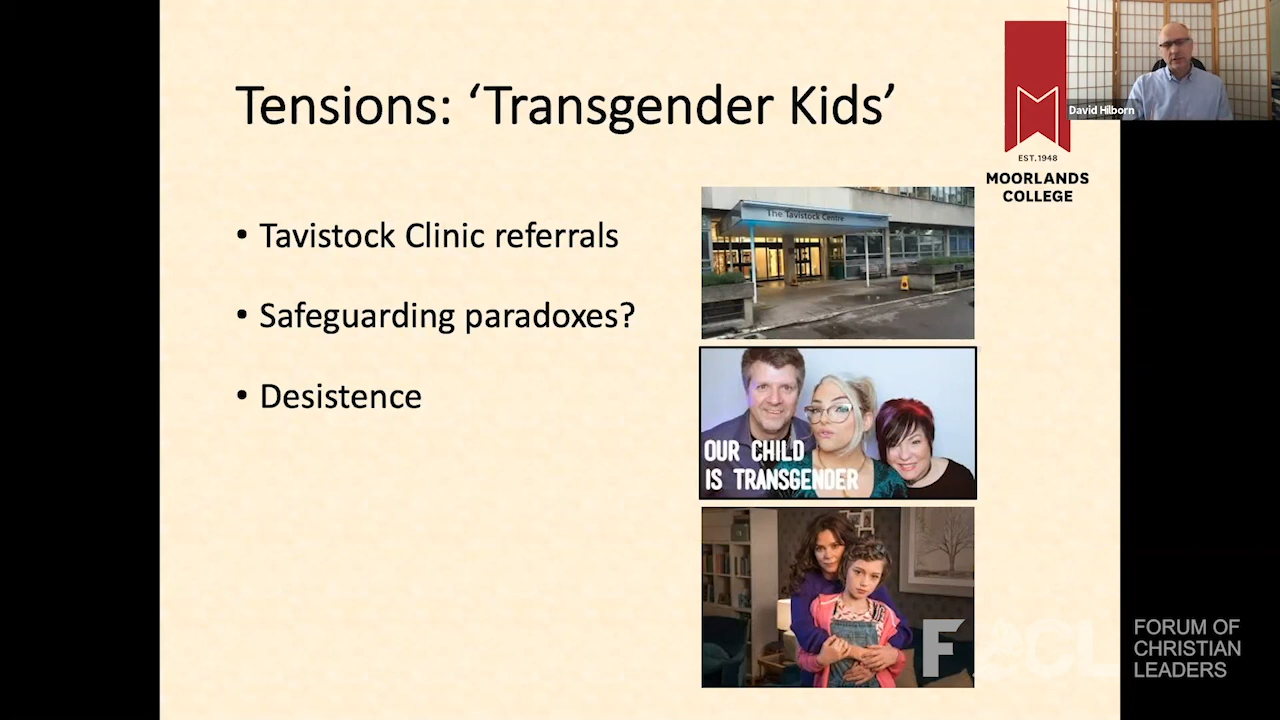 Tensions: ‘Transgender Kids’
David Hilborn
EST. 1948
MOORLANDS
COLLEGE
• Tavistock Clinic referrals
The Tavistock Centre
• Safeguarding paradoxes?
• Desistence
OUR CHILD
IS TRANSGENDER
FOCL
FORUM OF
CHRISTIAN
LEADERS